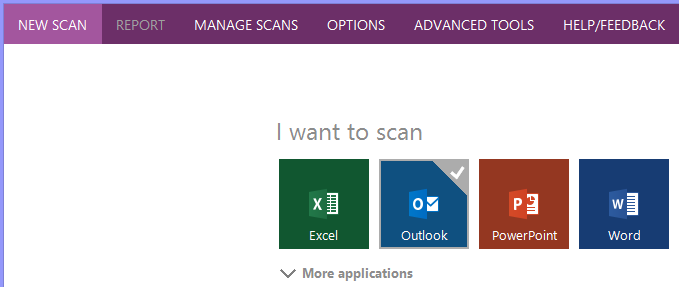 NEW SCAN REPORT MANAGE SCANS OPTIONS ADVANCED TOOLS HELP/FEEDBACK
I want to scan
X O P W
Excel Outlook PowerPoint Word
More applications